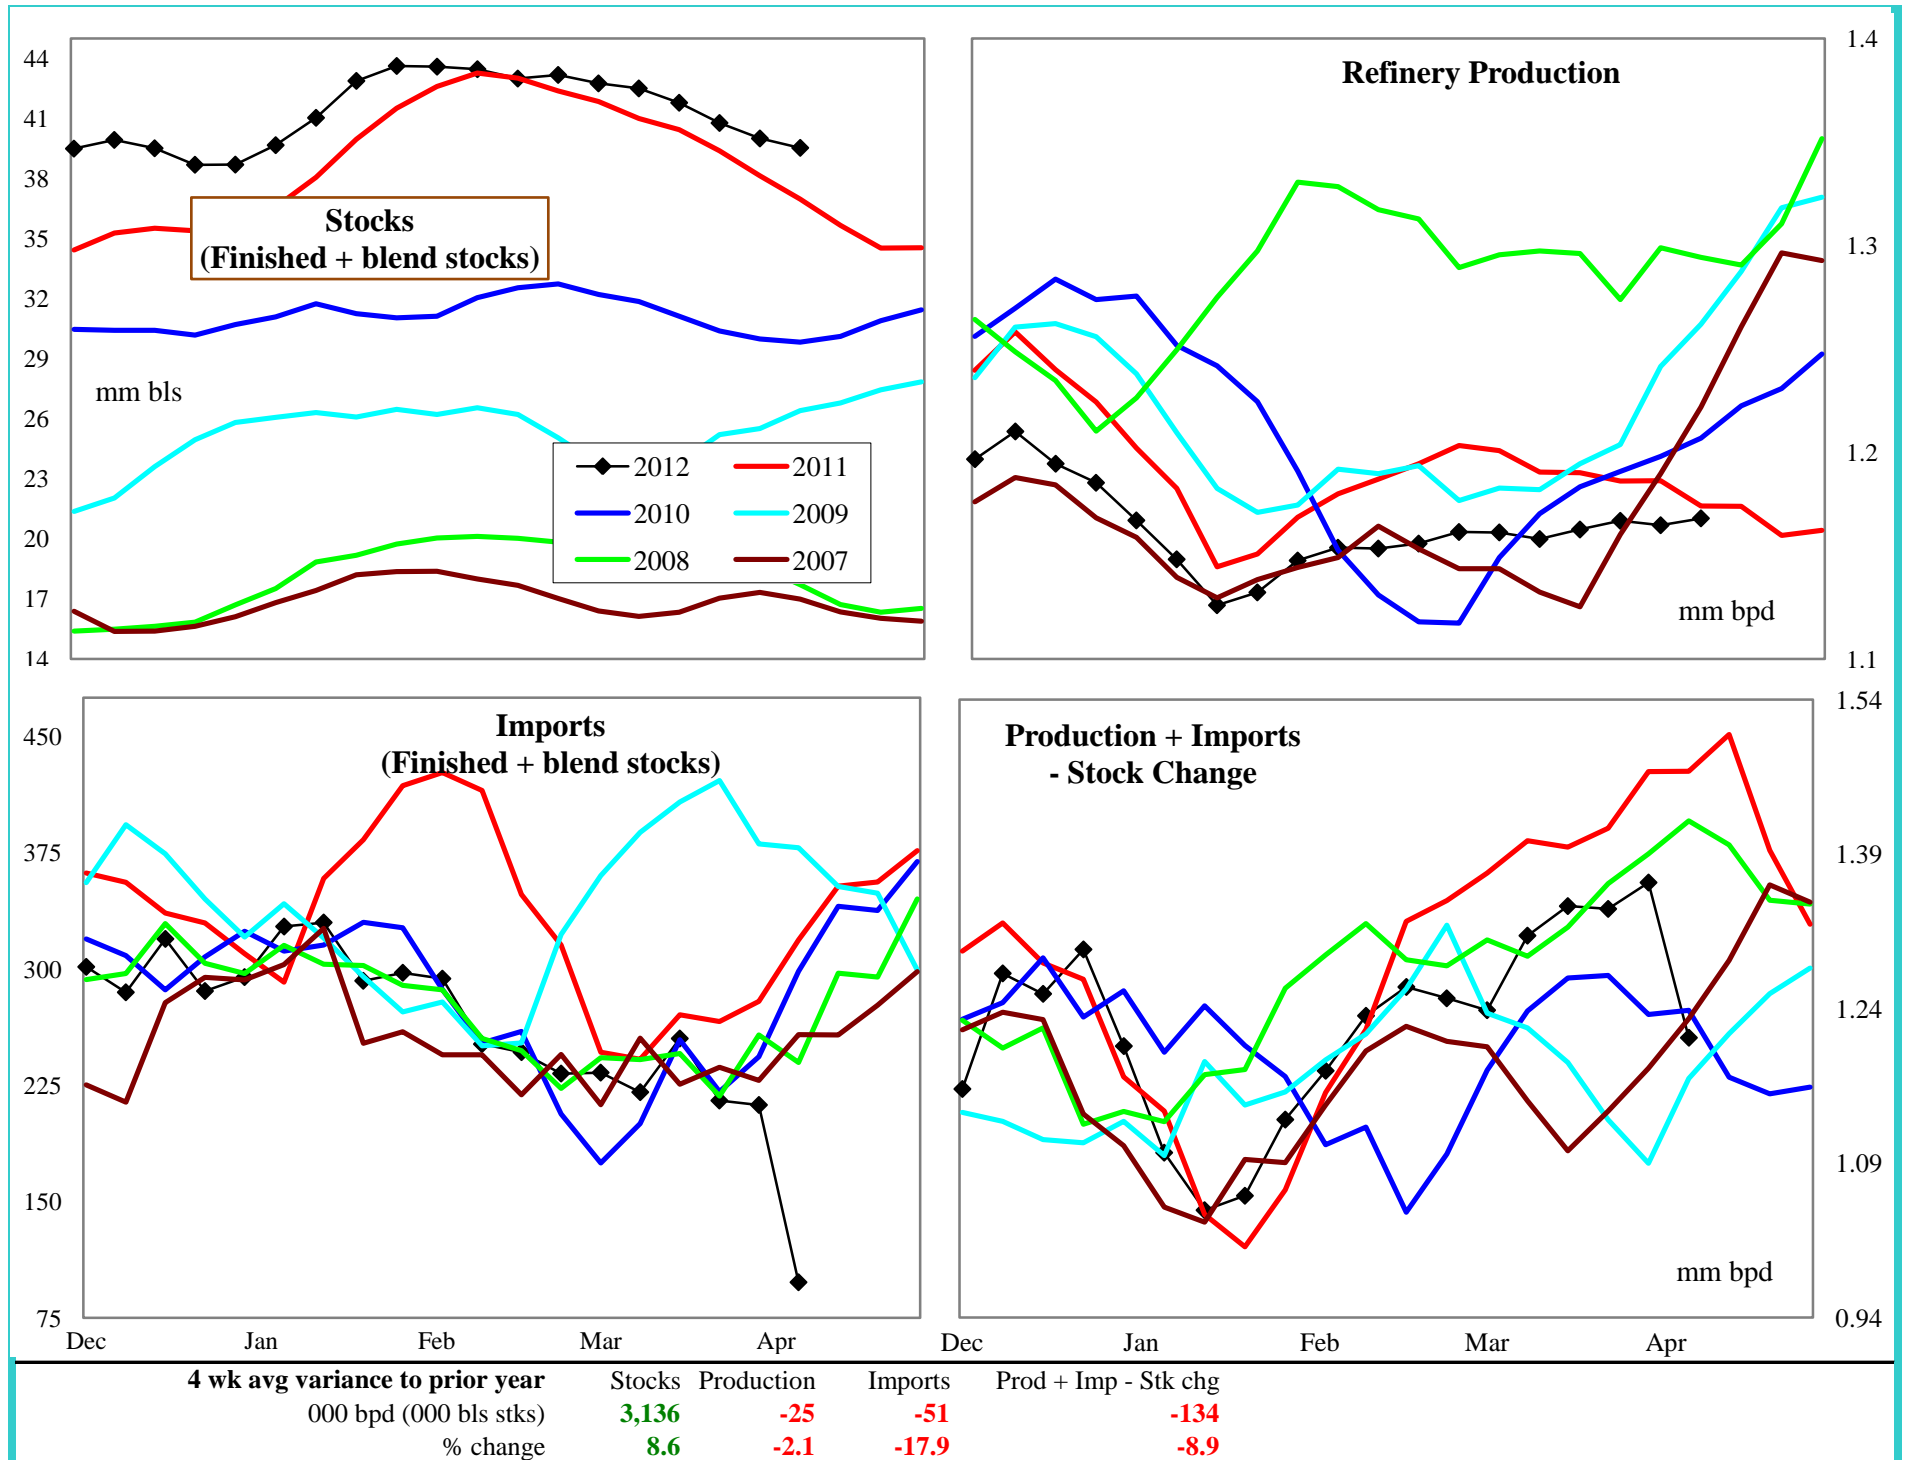 44
41
38
35
32
29
26
23
20
17
14
Stocks
(Finished + blend stocks)
mm bls
2012 2011
2010 2009
2008 2007
Refinery Production
mm bpd
1.4
1.3
1.2
1.1
450
375
300
225
150
75
Imports
(Finished + blend stocks)
Dec Jan Feb Mar Apr
Production + Imports
- Stock Change
mm bpd
1.54
1.39
1.24
1.09
0.94
Dec Jan Feb Mar Apr
4 wk avg variance to prior year Stocks Production Imports Prod + Imp - Stk chg
000 bpd (000 bls stks) 3,136 -25 -51 -134
% change 8.6 -2.1 -17.9 -8.9